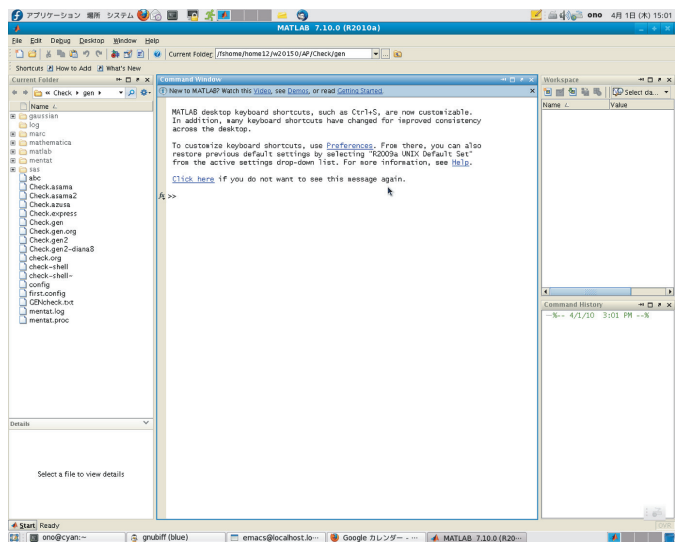 アプリケーション 場所 システム
ono 4月 1日 (木) 15:01
MATLAB 7.10.0 (R2010a)
File Edit Debug Desktop Window Help
Current Folder: /fshome/home12/w20150/AP/Check/gen
Shortcuts How to Add What's New
Current Folder
« Check gen
Name
gaussian
log
marc
mathematica
matlab
mentat
sas
abc
Check.asama
Check.asama2
Check.azusa
Check.express
Check.gen
Check.gen.org
Check.gen2
Check.gen2-diana8
check.org
check-shell
check-shell~
config
first.config
GENcheck.txt
mentat.log
mentat.proc
Details
Select a file to view details
Command Window
New to MATLAB? Watch this Video, see Demos, or read Getting Started.
MATLAB desktop keyboard shortcuts, such as Ctrl+S, are now customizable.
In addition, many keyboard shortcuts have changed for improved consistency
across the desktop.
To customize keyboard shortcuts, use Preferences. From there, you can also
restore previous default settings by selecting "R2009a UNIX Default Set"
from the active settings drop-down list. For more information, see Help.
Click here if you do not want to see this message again.
fx >>
Workspace
Select da...
Name Value
Command History
%-- 4/1/10 3:01 PM --%
Start Ready
OVR
ono@cyan:~ gnubiff (blue) emacs@localhost.lo… Google カレンダー - … MATLAB 7.10.0 (R20…